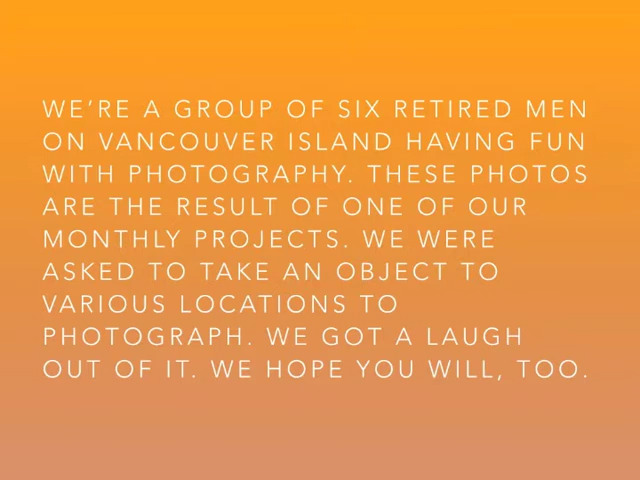 WE’RE A GROUP OF SIX RETIRED MEN
ON VANCOUVER ISLAND HAVING FUN
WITH PHOTOGRAPHY. THESE PHOTOS
ARE THE RESULT OF ONE OF OUR
MONTHLY PROJECTS. WE WERE
ASKED TO TAKE AN OBJECT TO
VARIOUS LOCATIONS TO
PHOTOGRAPH. WE GOT A LAUGH
OUT OF IT. WE HOPE YOU WILL, TOO.